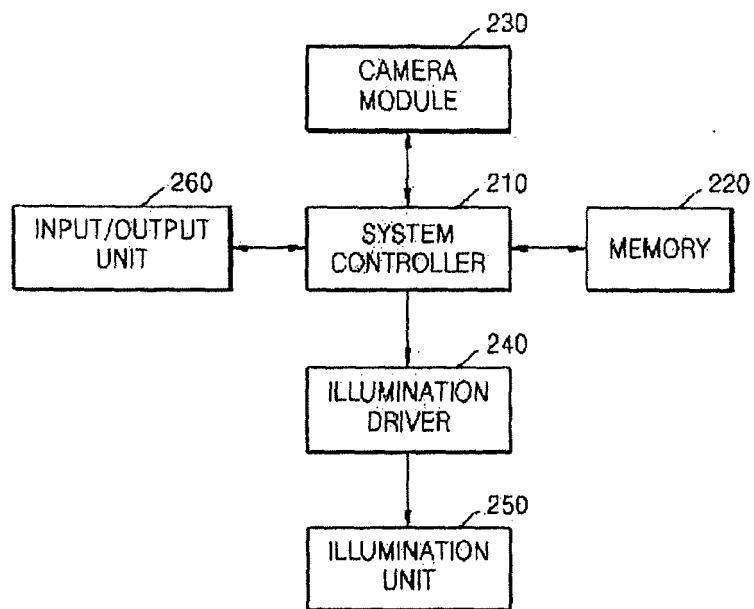 230
CAMERA
MODULE
260
210
220
INPUT/OUTPUT
UNIT
SYSTEM
CONTROLLER
MEMORY
240
ILLUMINATION
DRIVER
250
ILLUMINATION
UNIT